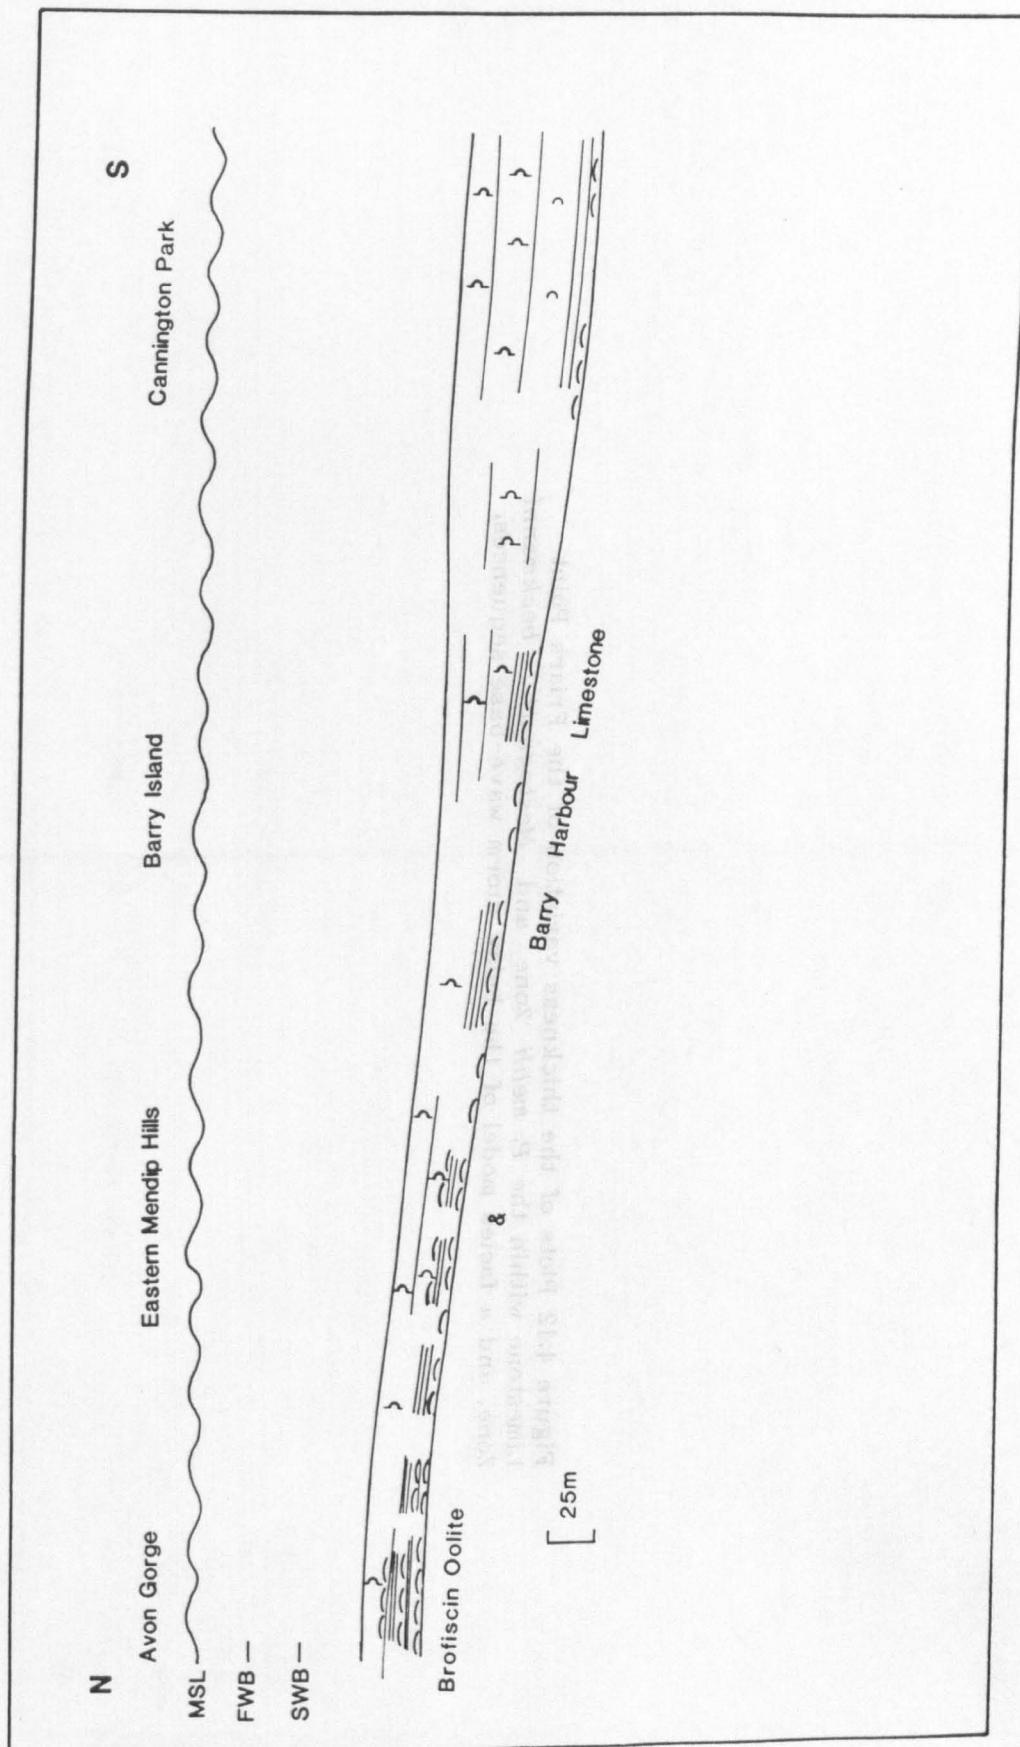 N
S
Avon Gorge
Eastern Mendip Hills
Barry Island
Cannington Park
MSL
FWB
SWB
Brofiscin Oolite & Barry Harbour Limestone
25m